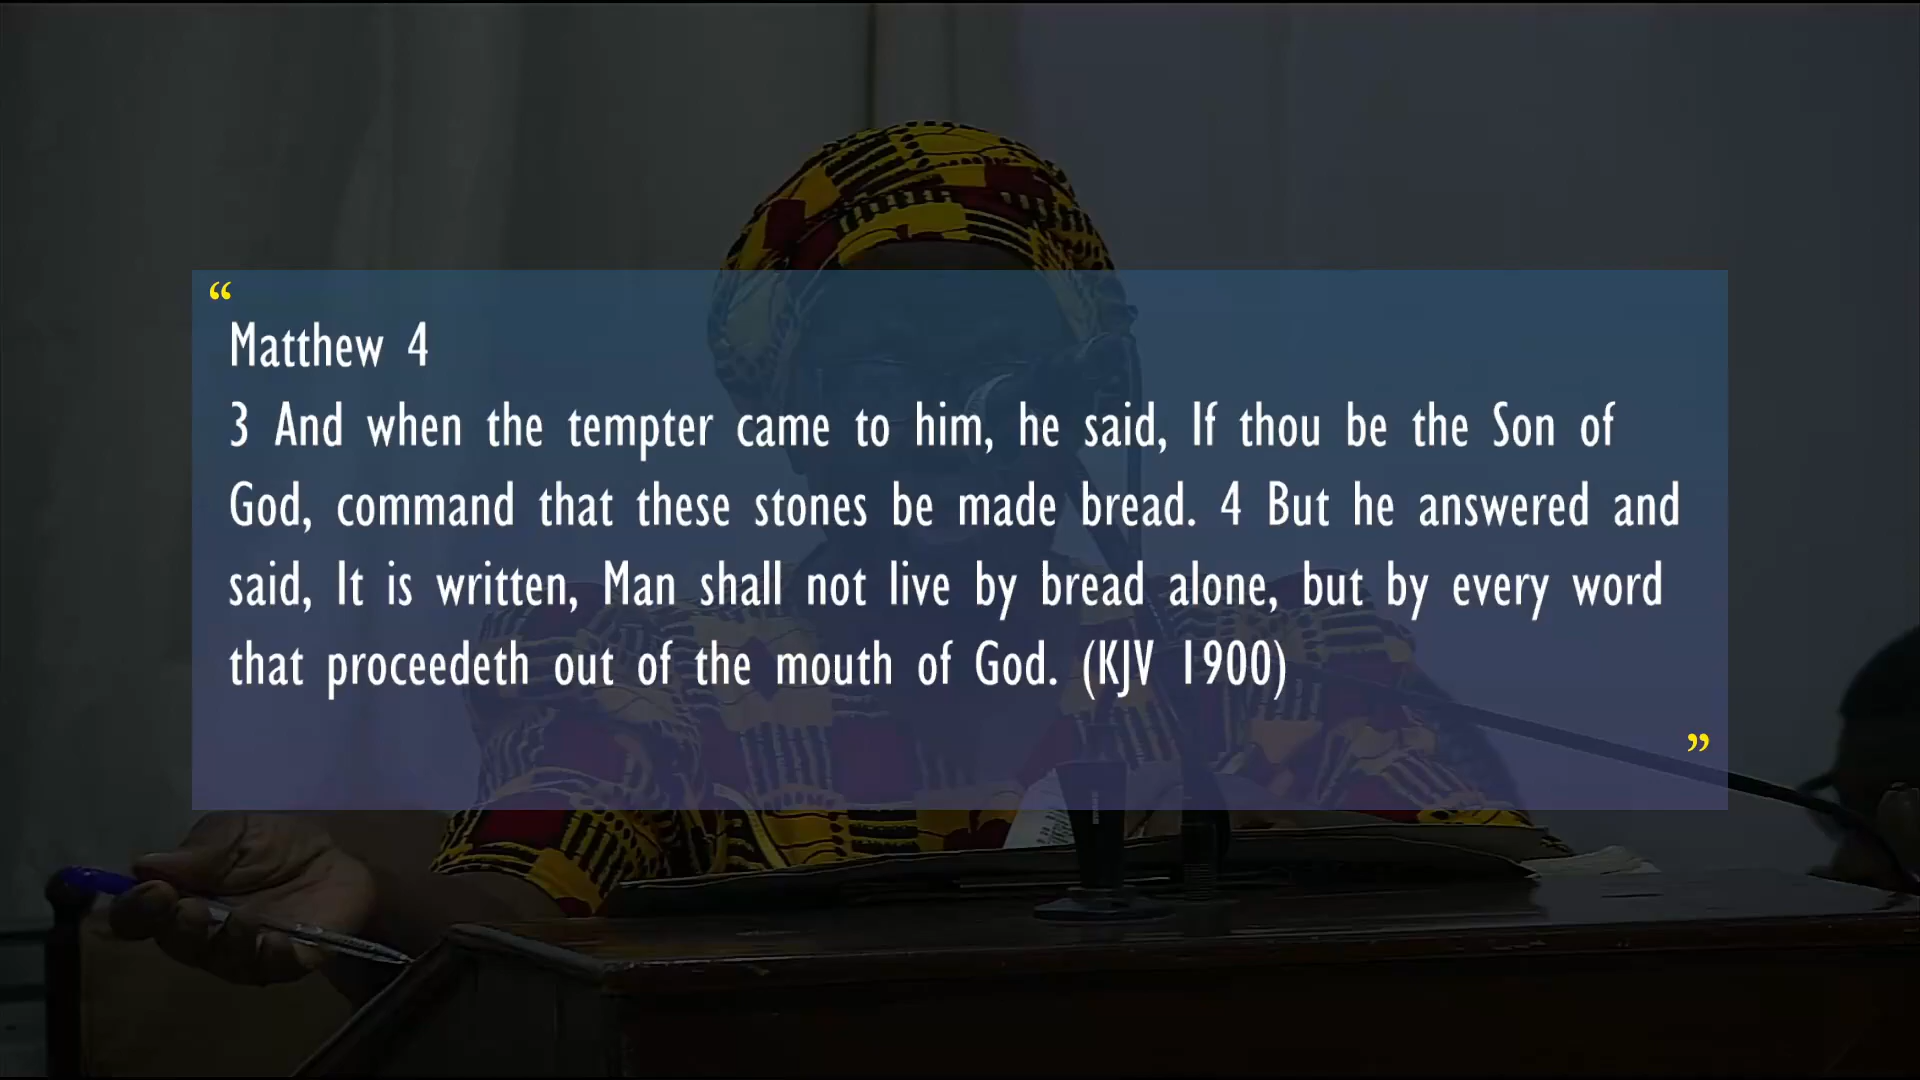 “
Matthew 4
3 And when the tempter came to him, he said, If thou be the Son of
God, command that these stones be made bread. 4 But he answered and
said, It is written, Man shall not live by bread alone, but by every word
that proceedeth out of the mouth of God. (KJV 1900)
”